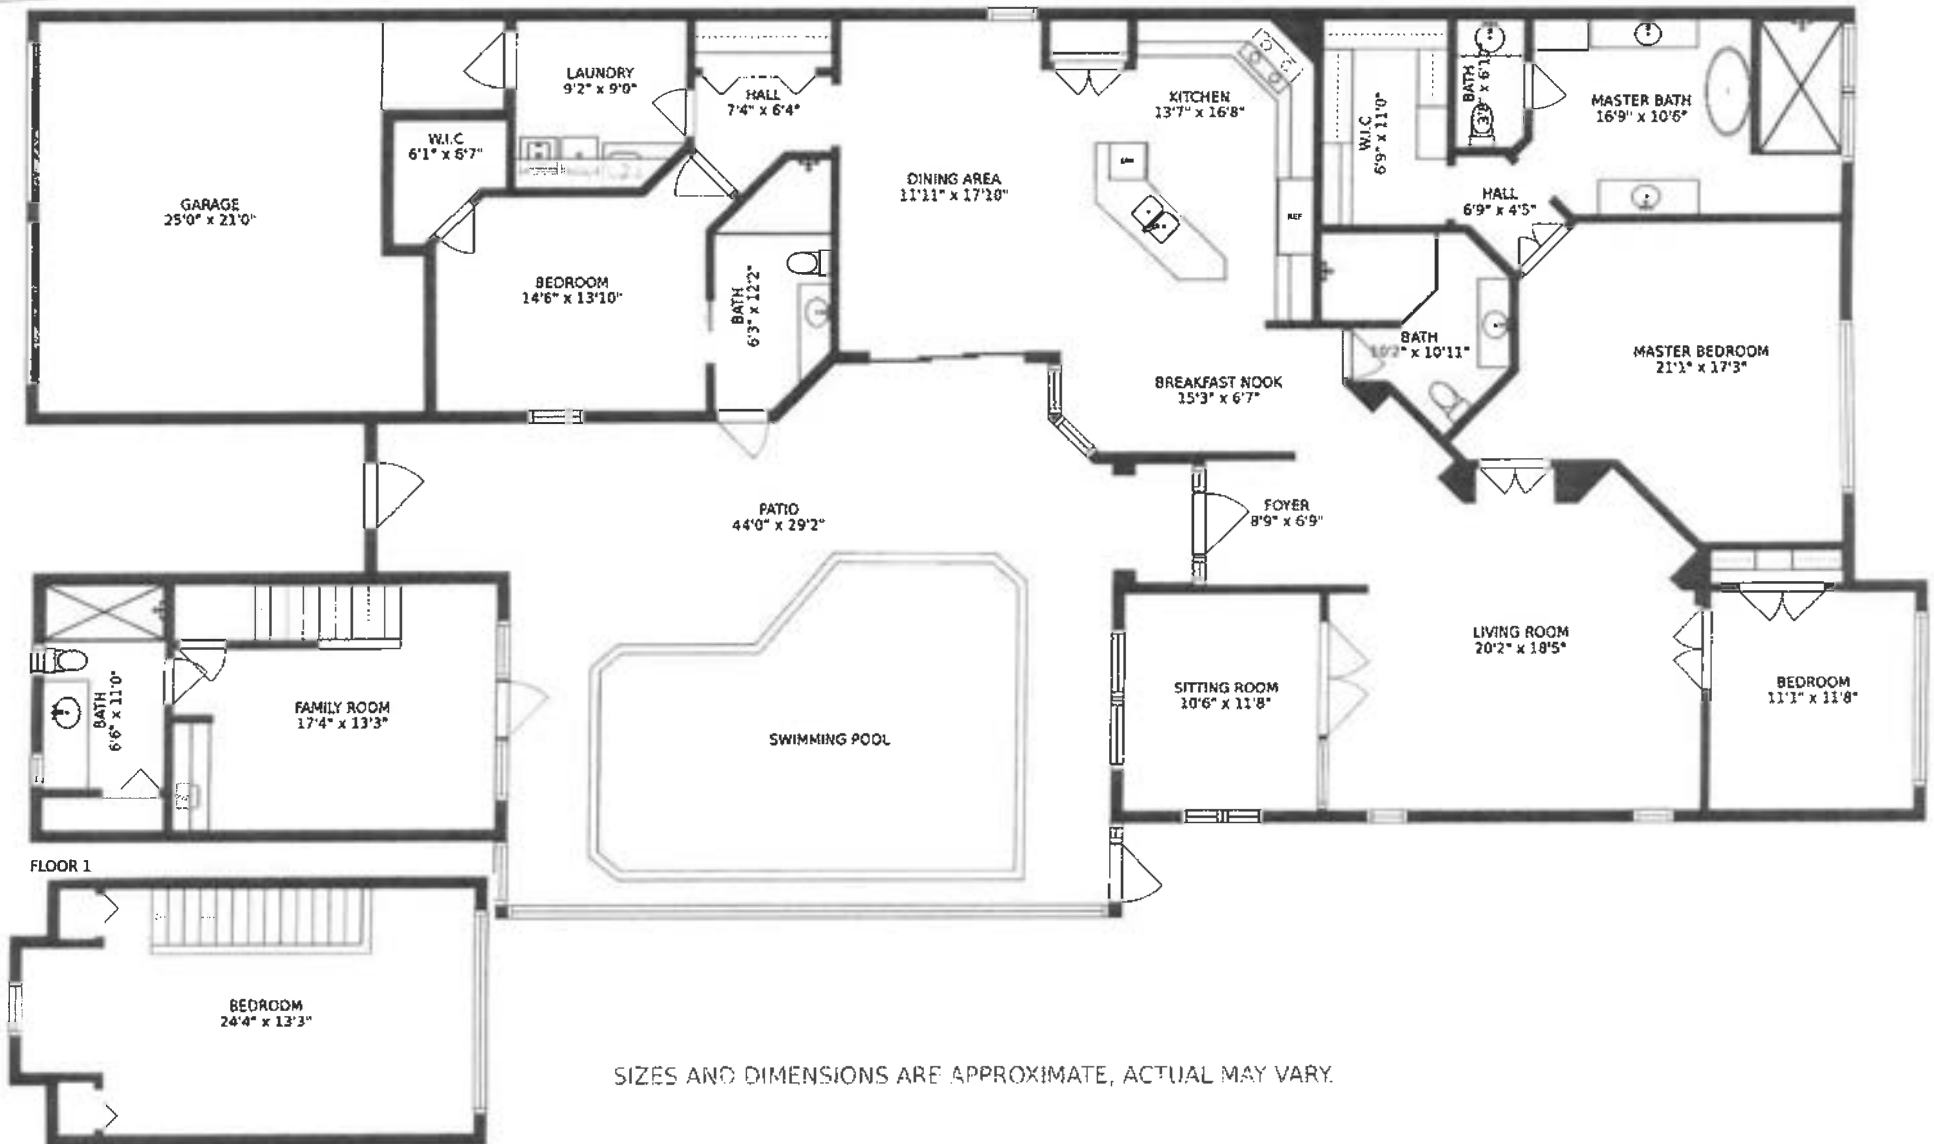 GARAGE
25'0" x 21'0"
W.I.C
6'1" x 6'7"
LAUNDRY
9'2" x 9'0"
HALL
7'4" x 6'4"
BEDROOM
14'6" x 13'10"
BATH
6'3" x 12'2"
DINING AREA
11'11" x 17'10"
KITCHEN
13'7" x 16'8"
REF
W.I.C
6'9" x 11'0"
BATH
MASTER BATH
16'9" x 10'6"
HALL
6'9" x 4'5"
BATH
10'2" x 10'11"
MASTER BEDROOM
21'1" x 17'3"
BREAKFAST NOOK
15'3" x 6'7"
PATIO
44'0" x 29'2"
FOYER
8'9" x 6'9"
BATH
6'6" x 11'0"
FAMILY ROOM
17'4" x 13'3"
SWIMMING POOL
SITTING ROOM
10'6" x 11'8"
LIVING ROOM
20'2" x 18'5"
BEDROOM
11'1" x 11'8"
FLOOR 1
BEDROOM
24'4" x 13'3"
SIZES AND DIMENSIONS ARE APPROXIMATE, ACTUAL MAY VARY.